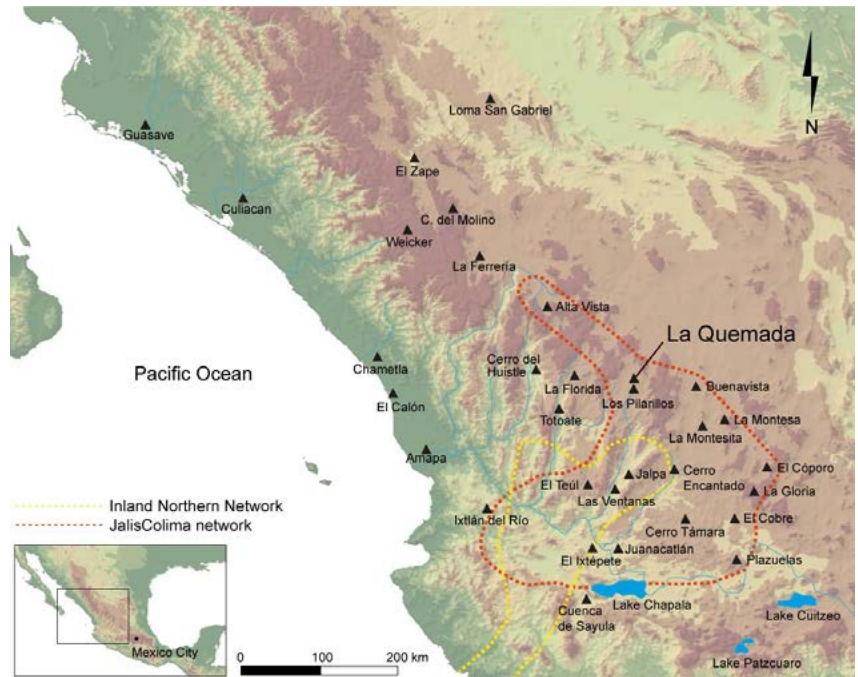 Loma San Gabriel
N
Guasave
El Zape
Culiacan
C. del Molino
Weicker
La Ferrería
Alta Vista
La Quemada
Pacific Ocean
Chametla
Cerro del
Huistle
La Florida
Los Pilarillos
Buenavista
El Calón
Totoate
La Montesa
La Montesita
Amapa
El Cóporo
Jalpa
Cerro
Encantado
El Teúl
Las Ventanas
La Gloria
Inland Northern Network
JalisColima network
Ixtlán del Río
Cerro Támara
El Cobre
El Ixtépete
Juanacatlán
Plazuelas
Cuenca
de Sayula
Lake Chapala
Lake Cuitzeo
Mexico City
Lake Patzcuaro
0
100
200 km